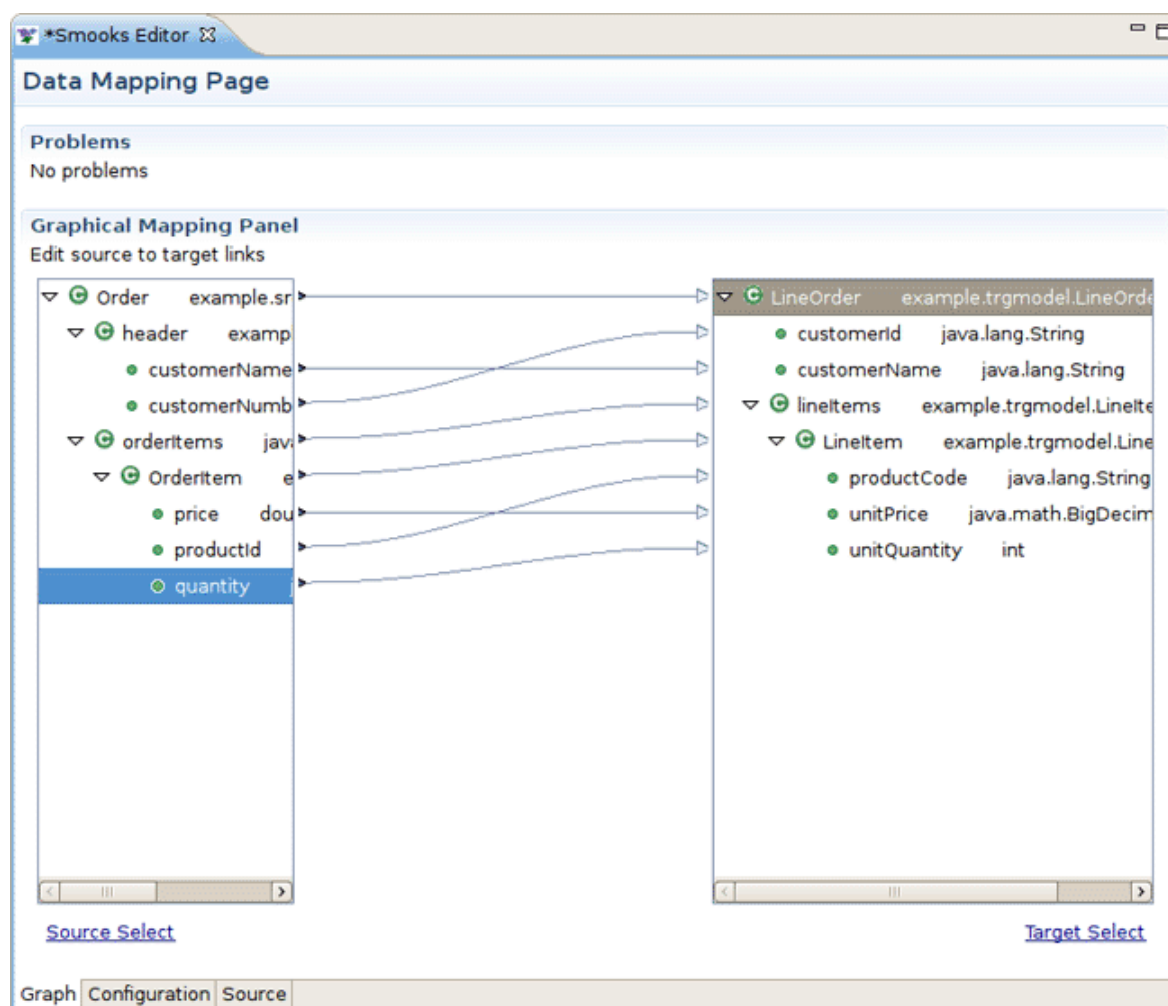 *Smooks Editor
Data Mapping Page
Problems
No problems
Graphical Mapping Panel
Edit source to target links
Order example.sr
header examp
customerName
customerNumb
orderItems java
OrderItem e
price dou
productId
quantity j
LineOrder example.trgmodel.LineOrde
customerId java.lang.String
customerName java.lang.String
lineItems example.trgmodel.LineIte
LineItem example.trgmodel.Line
productCode java.lang.String
unitPrice java.math.BigDecim
unitQuantity int
Source Select
Target Select
Graph Configuration Source